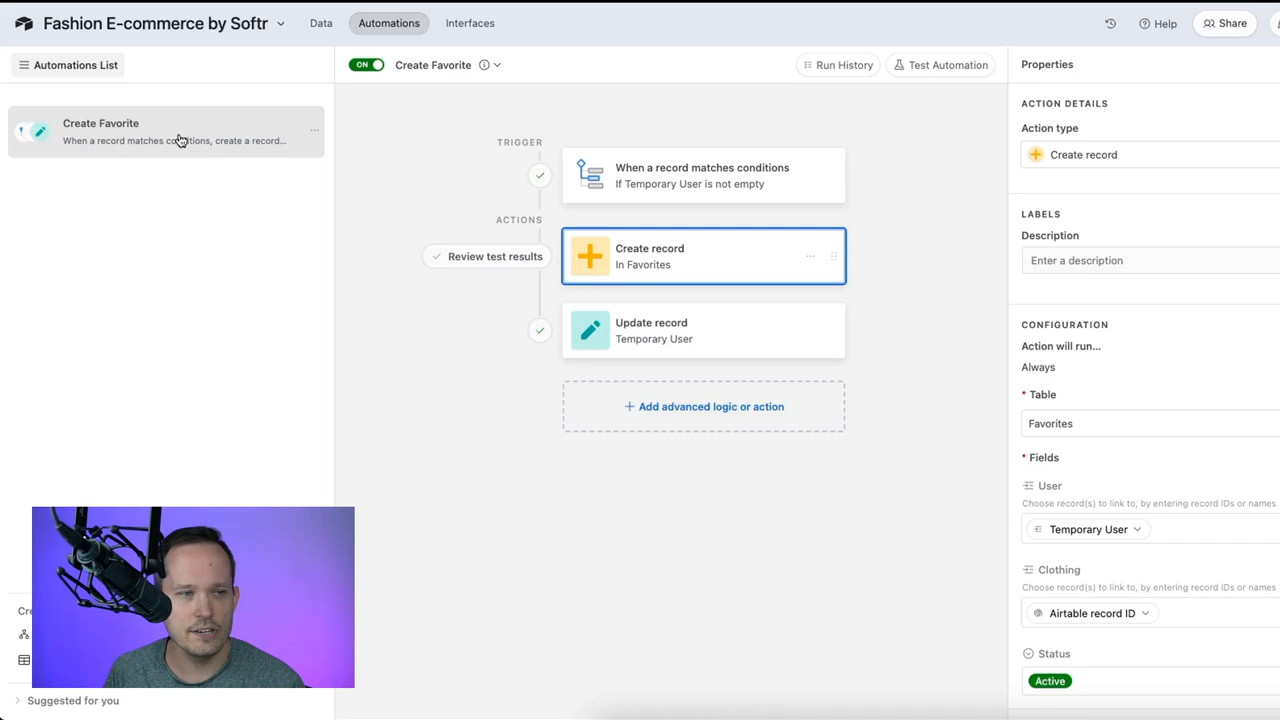 Fashion E-commerce by Softr
Data
Automations
Interfaces
Help
Share
Automations List
ON
Create Favorite
Run History
Test Automation
Properties
Create Favorite
When a record matches conditions, create a record...
TRIGGER
When a record matches conditions
If Temporary User is not empty
ACTIONS
Review test results
Create record
In Favorites
Update record
Temporary User
Add advanced logic or action
ACTION DETAILS
Action type
Create record
LABELS
Description
Enter a description
CONFIGURATION
Action will run...
Always
* Table
Favorites
* Fields
User
Choose record(s) to link to, by entering record IDs or names
Temporary User
Clothing
Choose record(s) to link to, by entering record IDs or names
Airtable record ID
Status
Active
Cre
Suggested for you